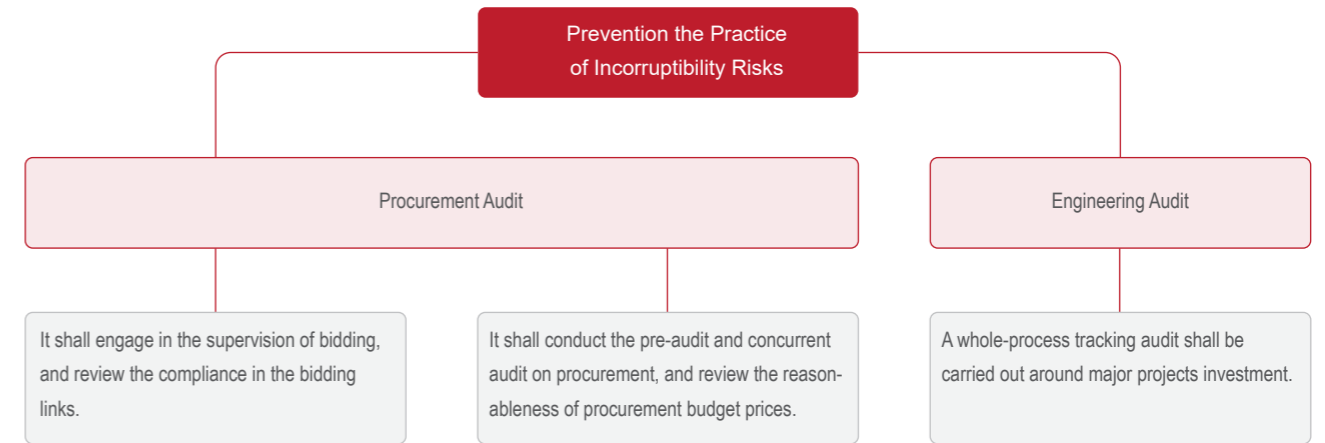 Prevention the Practice
of Incorruptibility Risks
Procurement Audit
Engineering Audit
It shall engage in the supervision of bidding,
and review the compliance in the bidding
links.
It shall conduct the pre-audit and concurrent
audit on procurement, and review the reason-
ableness of procurement budget prices.
A whole-process tracking audit shall be
carried out around major projects investment.